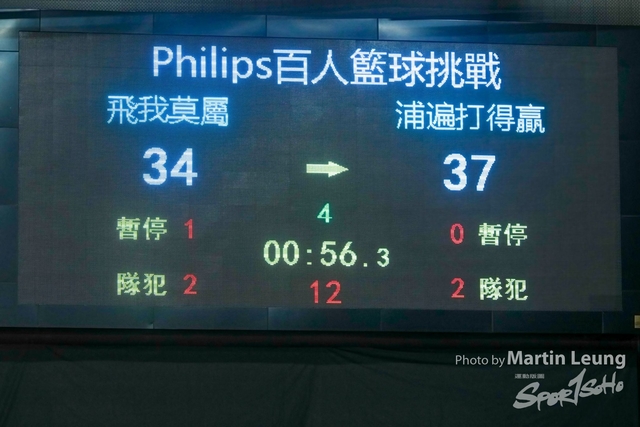 Philips百人籃球挑戰
飛我莫屬 浦遍打得贏
34 37
4
暫停 1 0 暫停
00:56.3
隊犯 2 12 2 隊犯
Photo by Martin Leung
運動版圖
SPORTSOHO